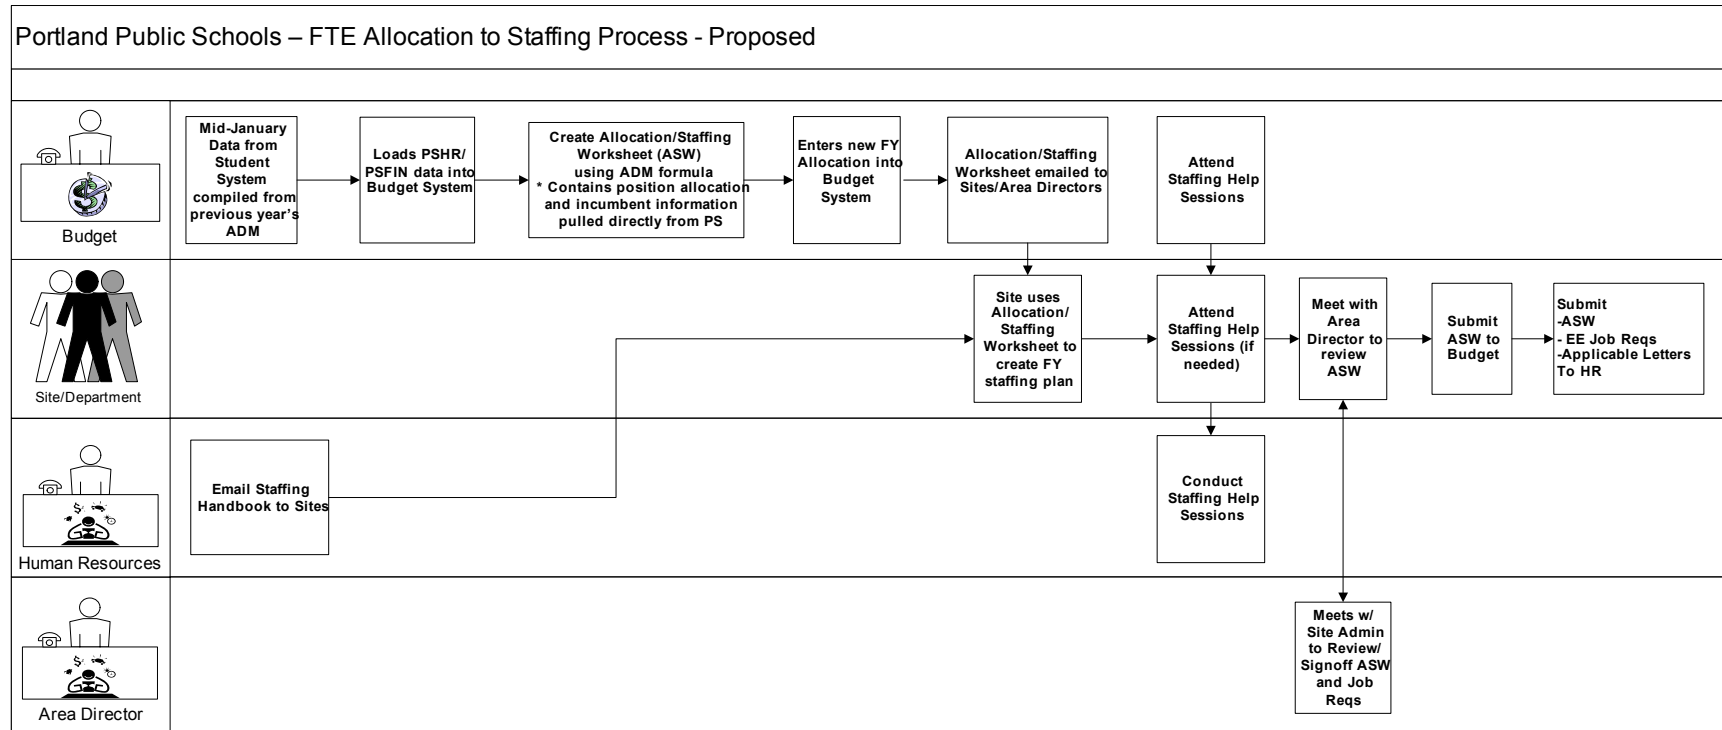 Portland Public Schools – FTE Allocation to Staffing Process - Proposed
Budget
Mid-January
Data from
Student
System
compiled from
previous year's
ADM
Loads PSHR/
PSFIN data into
Budget System
Create Allocation/Staffing
Worksheet (ASW)
using ADM formula
* Contains position allocation
and incumbent information
pulled directly from PS
Enters new FY
Allocation into
Budget
System
Allocation/Staffing
Worksheet emailed to
Sites/Area Directors
Attend
Staffing Help
Sessions
Site/Department
Site uses
Allocation/
Staffing
Worksheet to
create FY
staffing plan
Attend
Staffing Help
Sessions (if
needed)
Meet with
Area
Director to
review
ASW
Submit
ASW to
Budget
Submit
-ASW
- EE Job Reqs
-Applicable Letters
To HR
Human Resources
Email Staffing
Handbook to Sites
Conduct
Staffing Help
Sessions
Area Director
Meets w/
Site Admin
to Review/
Signoff ASW
and Job
Reqs